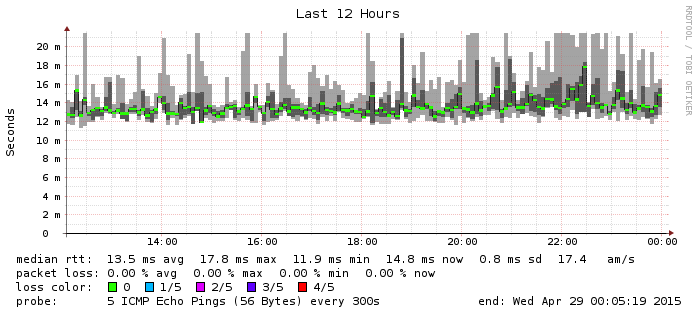 Last 12 Hours
RRDTOOL / TOBI OETIKER
Seconds
20 m
18 m
16 m
14 m
12 m
10 m
8 m
6 m
4 m
2 m
0
14:00 16:00 18:00 20:00 22:00 00:00
median rtt: 13.5 ms avg 17.8 ms max 11.9 ms min 14.8 ms now 0.8 ms sd 17.4 am/s
packet loss: 0.00 % avg 0.00 % max 0.00 % min 0.00 % now
loss color: 0 1/5 2/5 3/5 4/5
probe: 5 ICMP Echo Pings (56 Bytes) every 300s end: Wed Apr 29 00:05:19 2015